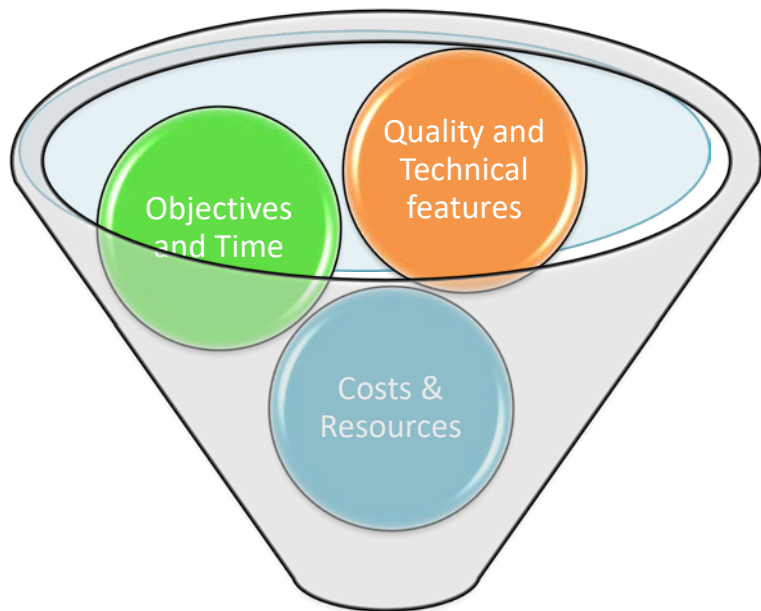 Quality and
Technical
features
Objectives
and Time
Costs &
Resources